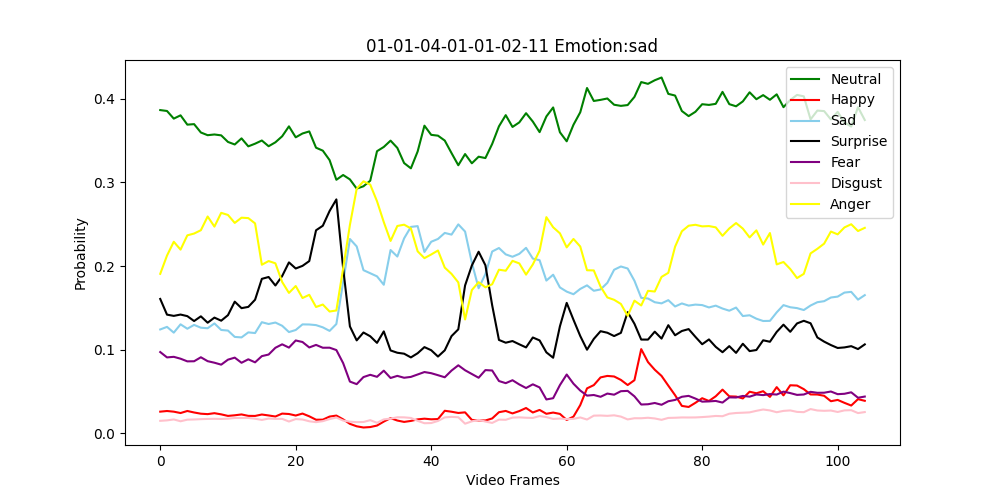 01-01-04-01-01-02-11 Emotion:sad
Probability
0.4
0.3
0.2
0.1
0.0
Neutral
Happy
Sad
Surprise
Fear
Disgust
Anger
0 20 40 60 80 100
Video Frames